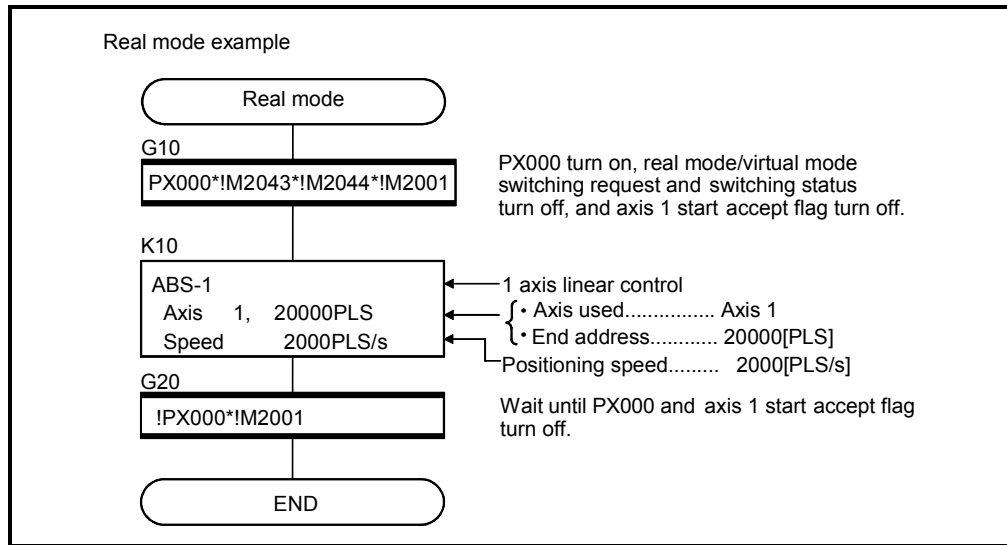 Real mode example
Real mode
G10
PX000*!M2043*!M2044*!M2001
PX000 turn on, real mode/virtual mode
switching request and switching status
turn off, and axis 1 start accept flag turn off.
K10
ABS-1
Axis 1, 20000PLS
Speed 2000PLS/s
1 axis linear control
・Axis used................ Axis 1
・End address............ 20000[PLS]
Positioning speed......... 2000[PLS/s]
G20
!PX000*!M2001
Wait until PX000 and axis 1 start accept flag
turn off.
END